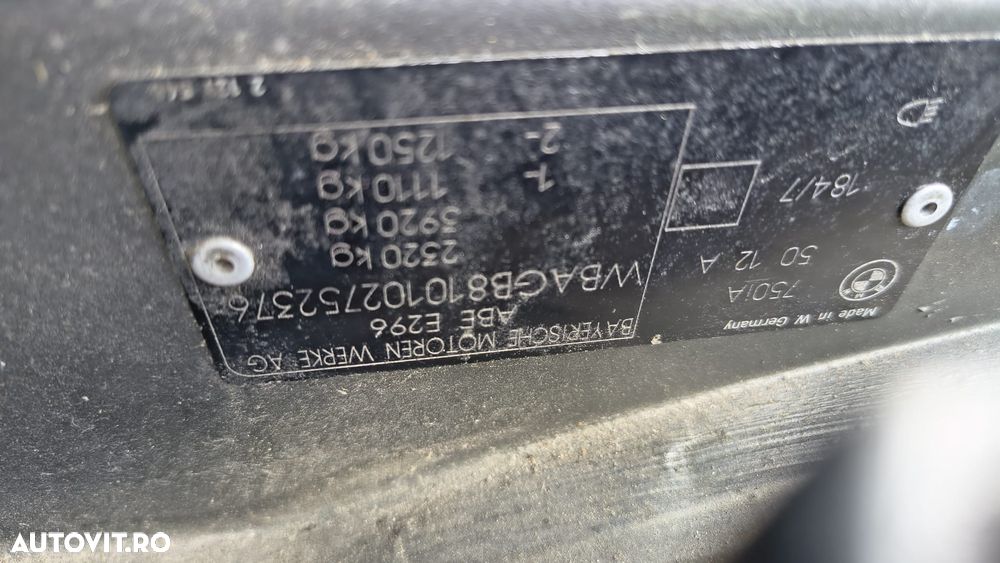 Made in W. Germany
750iA
50 12 A
184/7
BAYERISCHE MOTOREN WERKE AG
ABE E296
WBAGB810102752376
2320 kg
3920 kg
1- 1110 kg
2- 1250 kg
AUTOVIT.RO